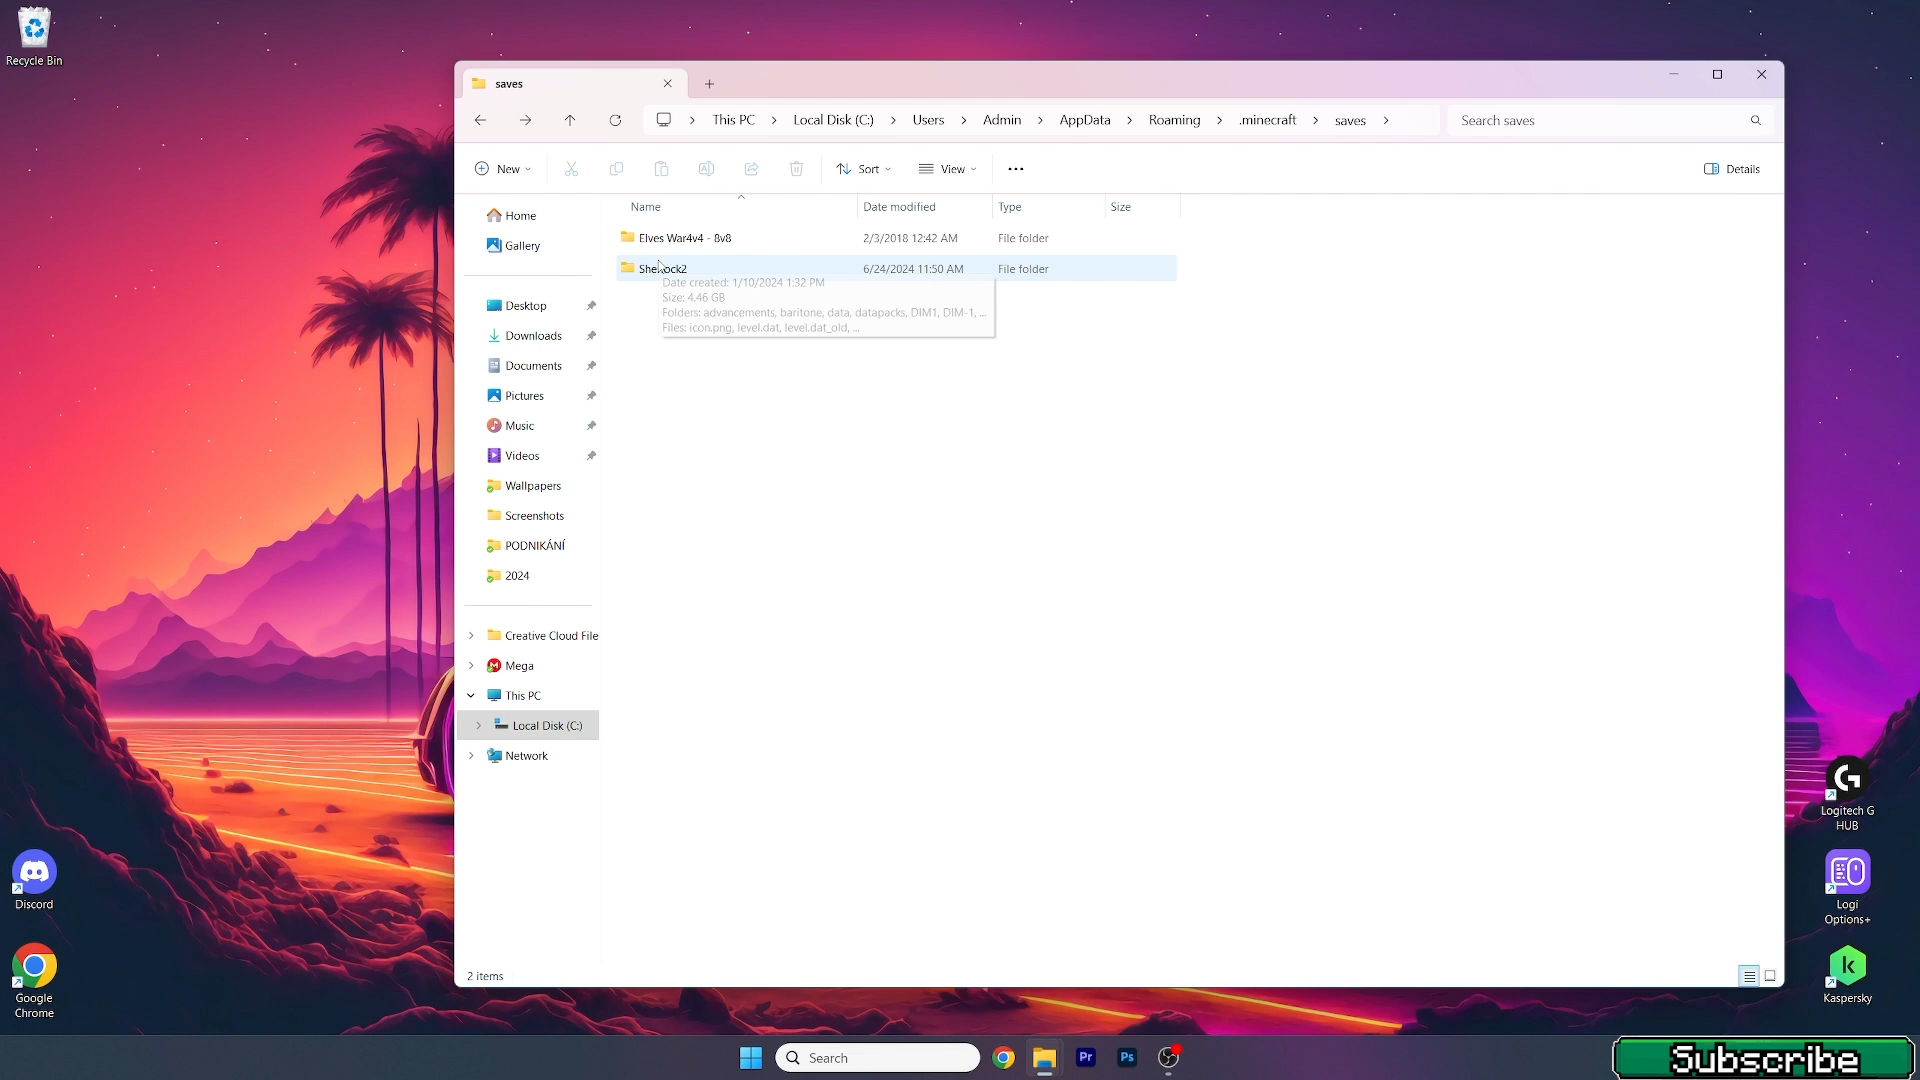 Recycle Bin
saves
This PC
Local Disk (C:)
Users
Admin
AppData
Roaming
.minecraft
saves
Search saves
New
Sort
View
Details
Name
Date modified
Type
Size
Home
Gallery
Elves War4v4 - 8v8
2/3/2018 12:42 AM
File folder
6/24/2024 11:50 AM
File folder
Date created: 1/10/2024 1:32 PM
Size: 4.46 GB
Folders: advancements, baritone, data, datapacks, DIM1, DIM-1, ...
Files: icon.png, level.dat, level.dat_old, ...
Desktop
Downloads
Documents
Pictures
Music
Videos
Wallpapers
Screenshots
PODNIKÁNÍ
2024
Creative Cloud File
Mega
This PC
Local Disk (C:)
Network
2 items
Discord
Google
Chrome
Logitech G
HUB
Logi
Options+
Kaspersky
Search
Pr
Ps
Subscribe